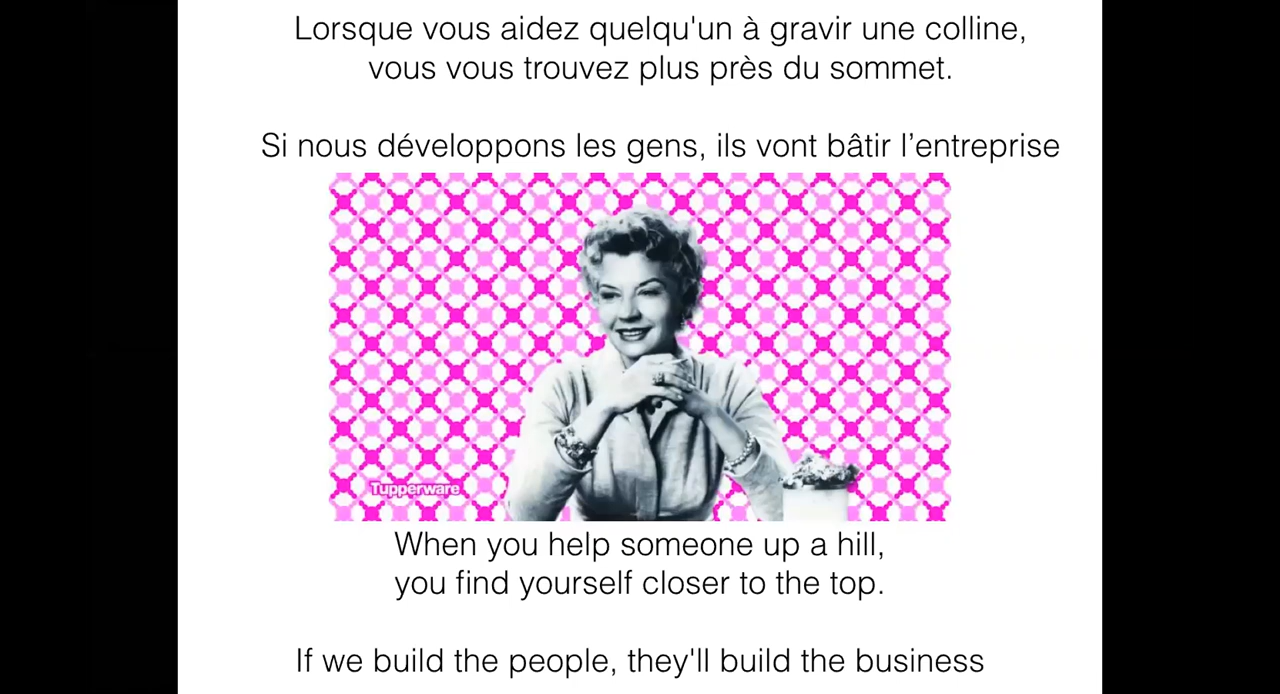 Lorsque vous aidez quelqu'un à gravir une colline,
vous vous trouvez plus près du sommet.
Si nous développons les gens, ils vont bâtir l’entreprise
Tupperware
When you help someone up a hill,
you find yourself closer to the top.
If we build the people, they'll build the business